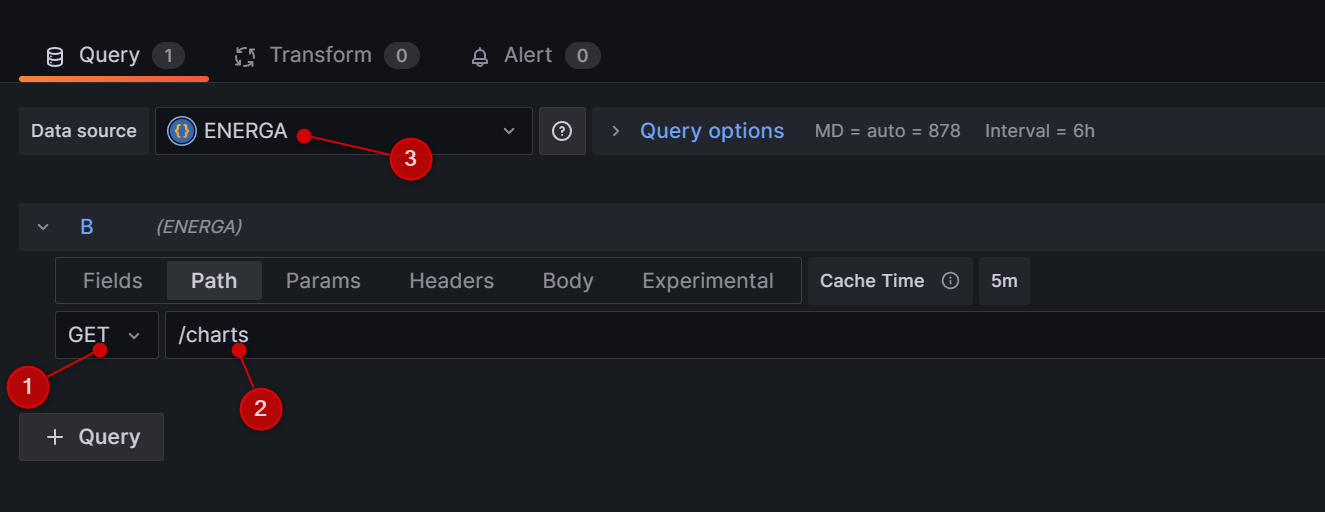 Query 1 Transform 0 Alert 0
Data source {} ENERGA ? > Query options MD = auto = 878 Interval = 6h
3
B (ENERGA)
Fields Path Params Headers Body Experimental Cache Time i 5m
GET /charts
1
2
+ Query